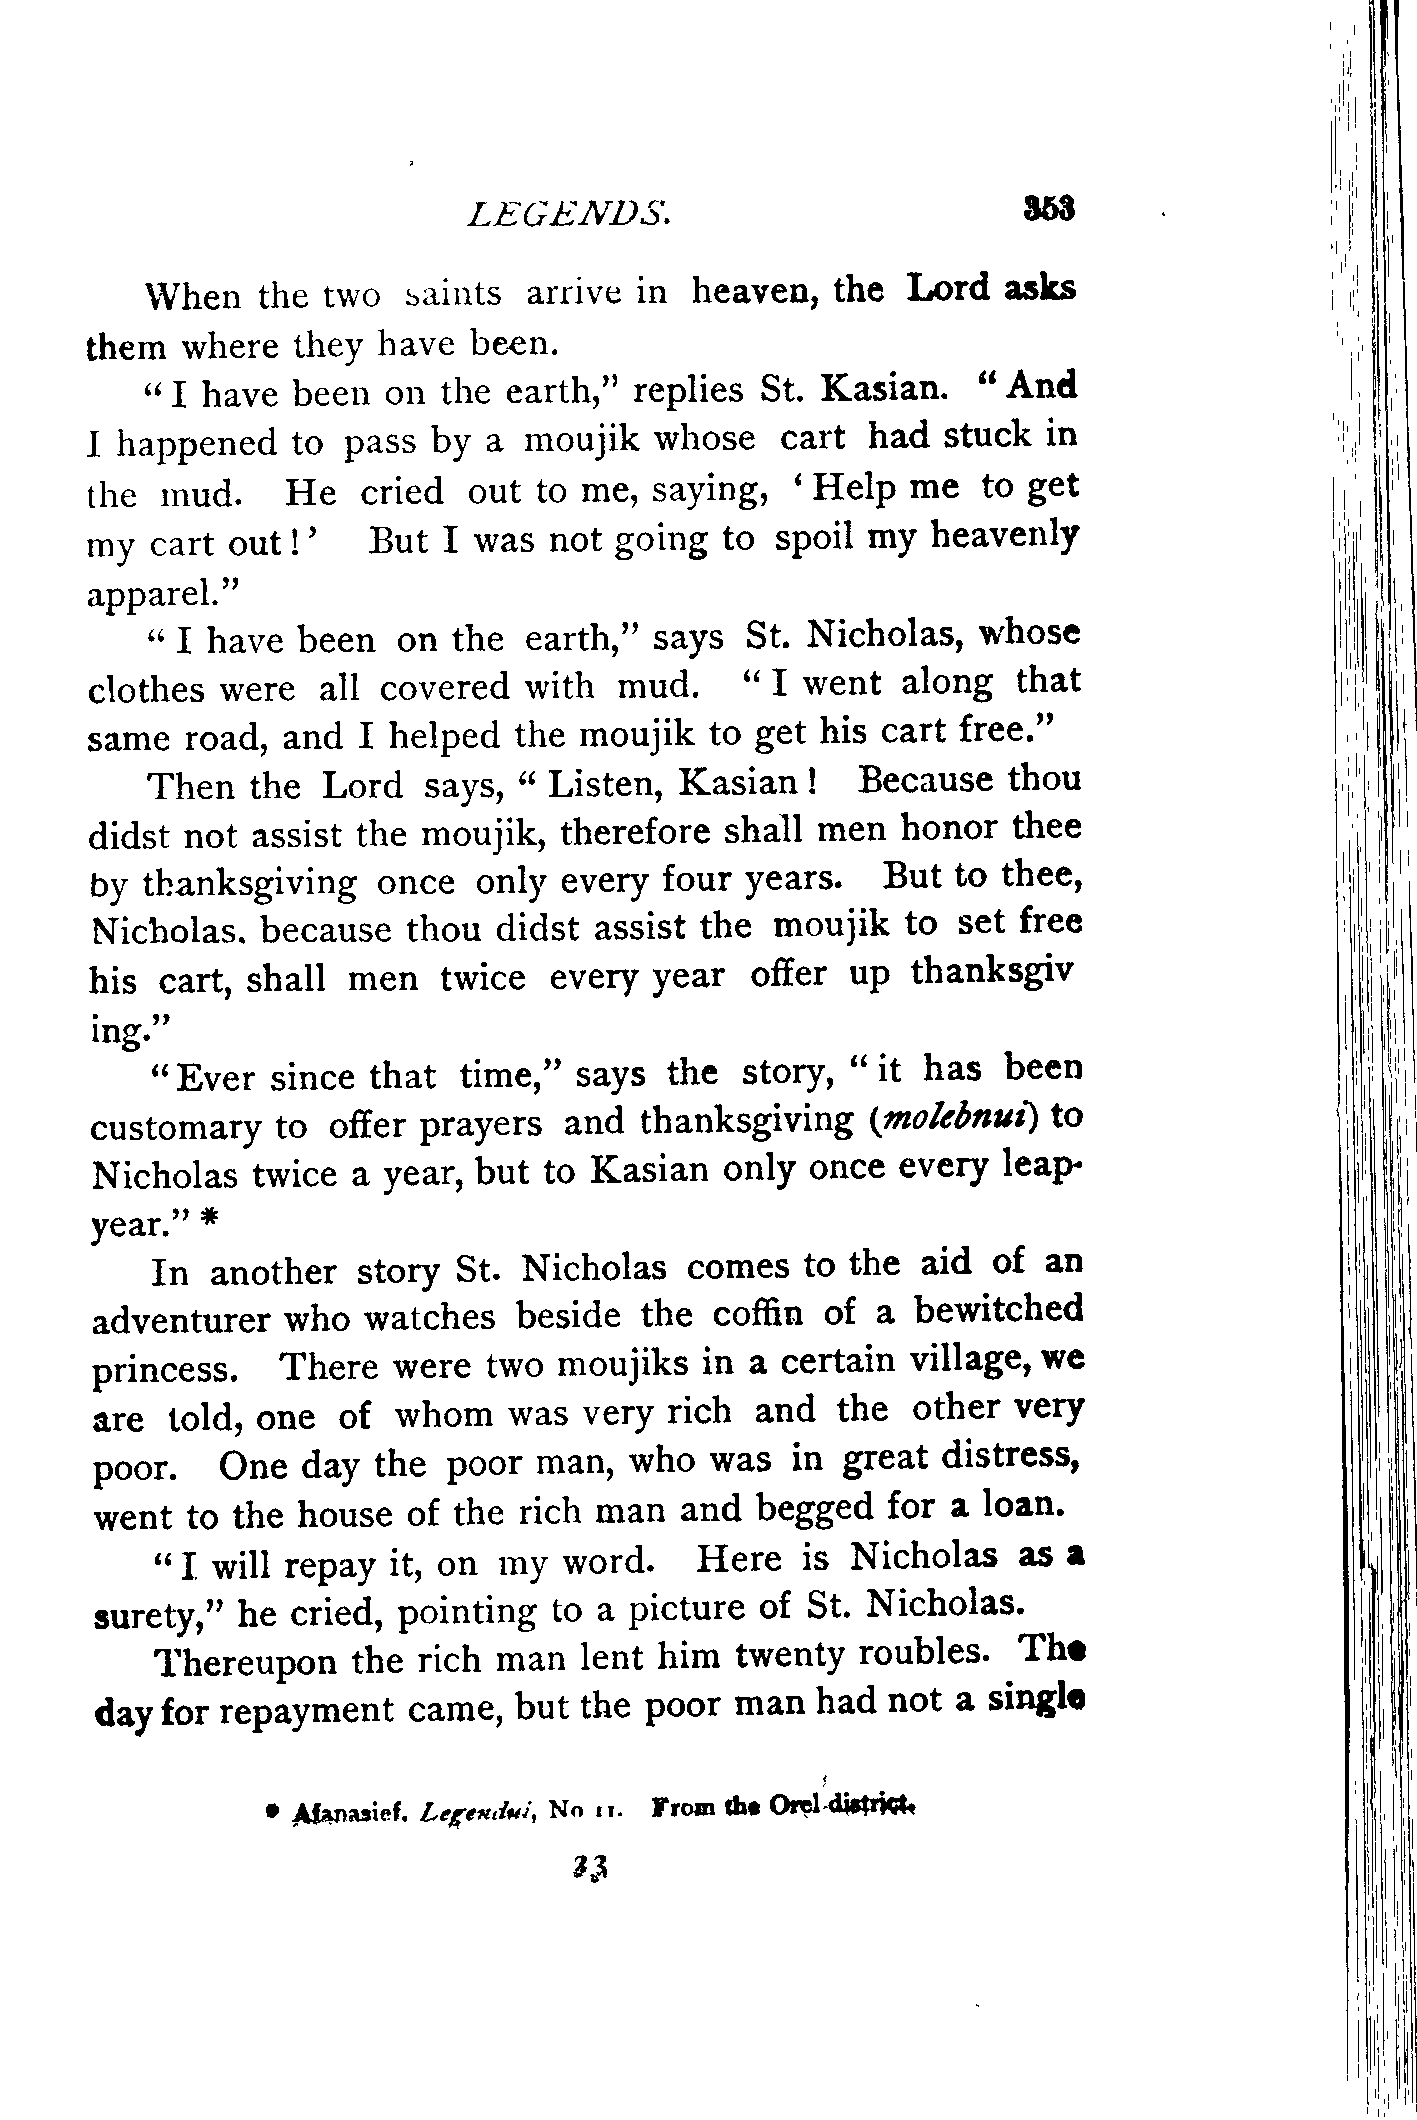 LEGENDS. 353
When the two saints arrive in heaven, the Lord asks
them where they have been.
“ I have been on the earth,” replies St. Kasian. “ And
I happened to pass by a moujik whose cart had stuck in
the mud. He cried out to me, saying, ‘ Help me to get
my cart out ! ’ But I was not going to spoil my heavenly
apparel.”
“ I have been on the earth,” says St. Nicholas, whose
clothes were all covered with mud. “ I went along that
same road, and I helped the moujik to get his cart free.”
Then the Lord says, “ Listen, Kasian ! Because thou
didst not assist the moujik, therefore shall men honor thee
by thanksgiving once only every four years. But to thee,
Nicholas. because thou didst assist the moujik to set free
his cart, shall men twice every year offer up thanksgiv
ing.”
“ Ever since that time,” says the story, “ it has been
customary to offer prayers and thanksgiving (molebnui) to
Nicholas twice a year, but to Kasian only once every leap-
year.” *
In another story St. Nicholas comes to the aid of an
adventurer who watches beside the coffin of a bewitched
princess. There were two moujiks in a certain village, we
are told, one of whom was very rich and the other very
poor. One day the poor man, who was in great distress,
went to the house of the rich man and begged for a loan.
“ I will repay it, on my word. Here is Nicholas as a
surety,” he cried, pointing to a picture of St. Nicholas.
Thereupon the rich man lent him twenty roubles. The
day for repayment came, but the poor man had not a single
* Afanasief. Legendui, No 11. From the Orel district.
23